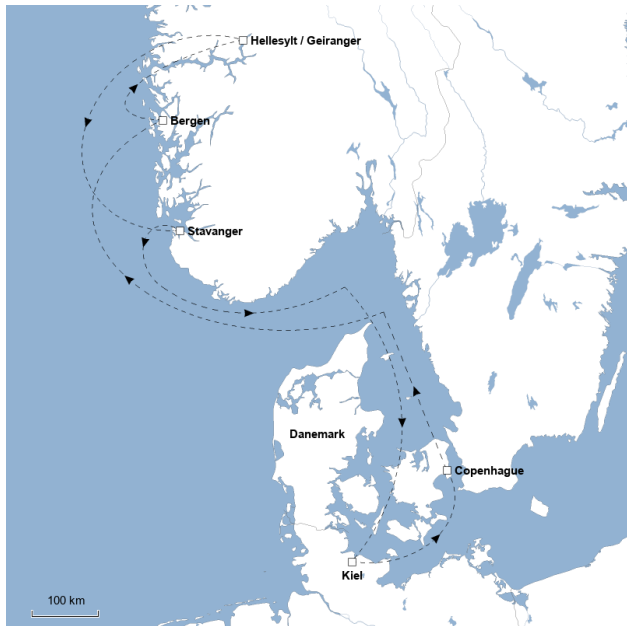 Hellesylt / Geiranger
Bergen
Stavanger
Danemark
Copenhague
Kiel
100 km